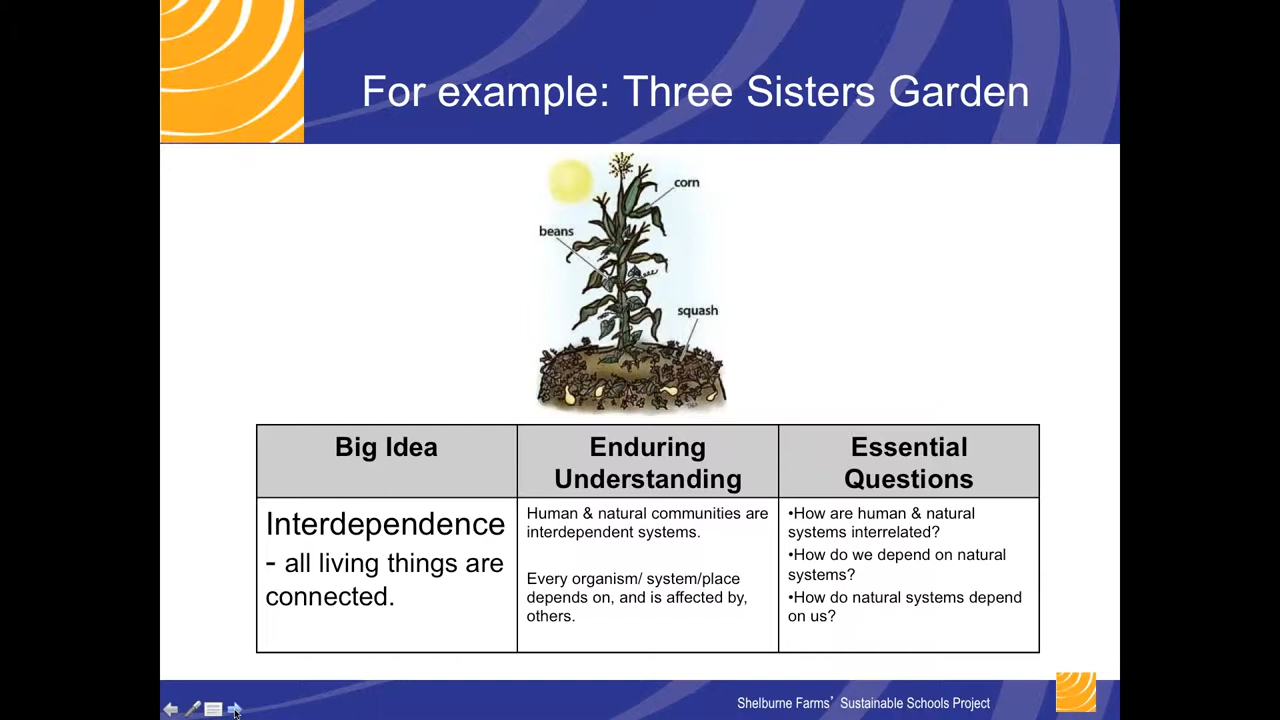 For example: Three Sisters Garden
corn
beans
squash
Big Idea
Enduring
Understanding
Essential
Questions
Interdependence
- all living things are
connected.
Human & natural communities are
interdependent systems.
Every organism/ system/place
depends on, and is affected by,
others.
•How are human & natural
systems interrelated?
•How do we depend on natural
systems?
•How do natural systems depend
on us?
Shelburne Farms’ Sustainable Schools Project